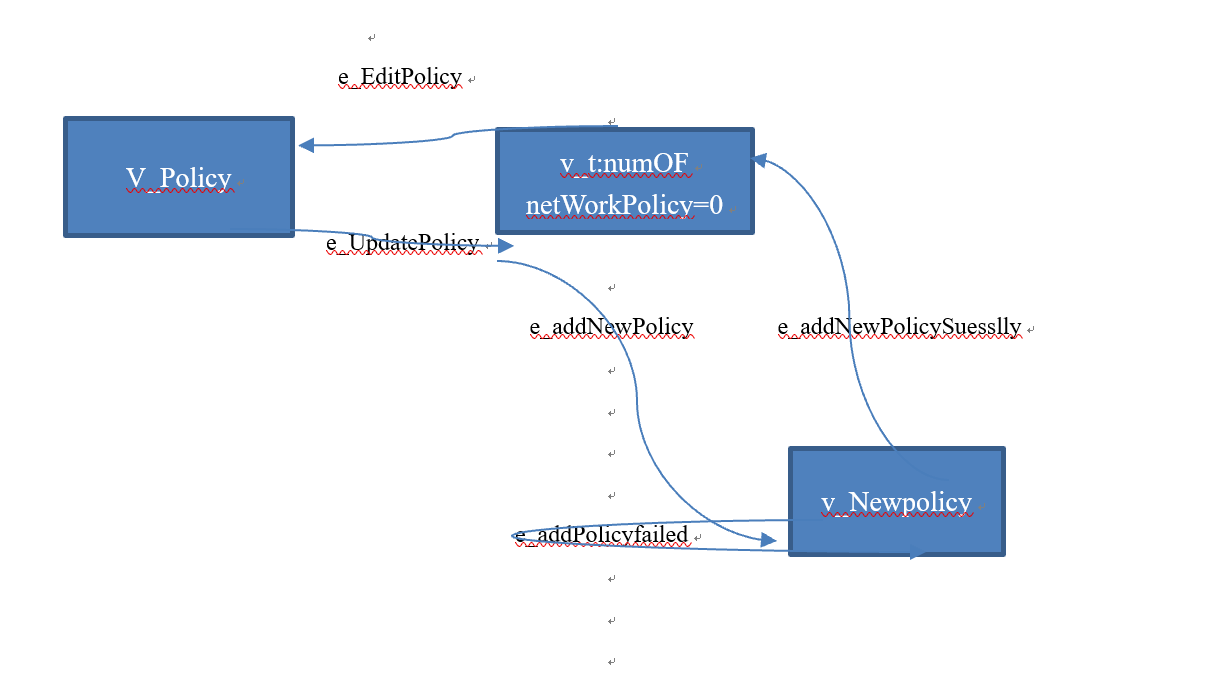 e_EditPolicy
V_Policy
v_t:numOF
netWorkPolicy=0
e_UpdatePolicy
e_addNewPolicy
e_addNewPolicySuesslly
v_Newpolicy
e_addPolicyfailed